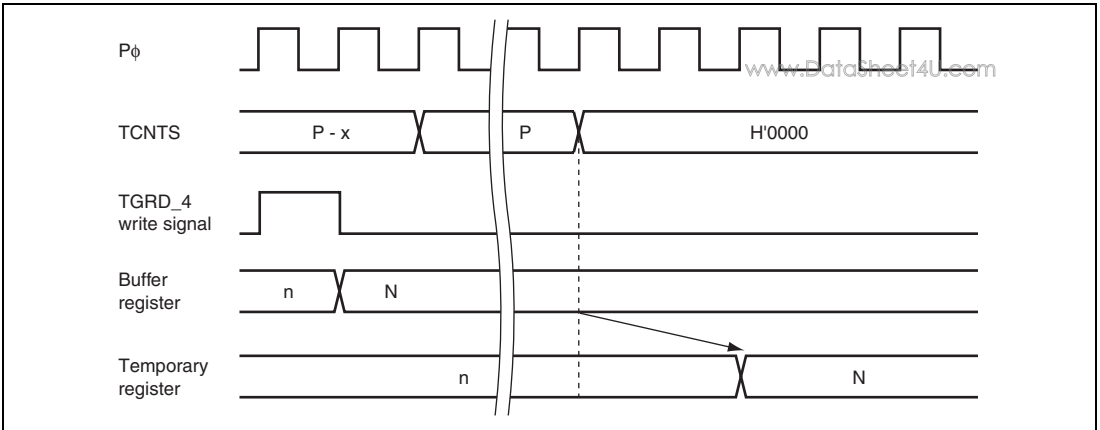 Pφ
www.DataSheet4U.com
TCNTS
P - x
P
H'0000
TGRD_4
write signal
Buffer
register
n
N
Temporary
register
n
N